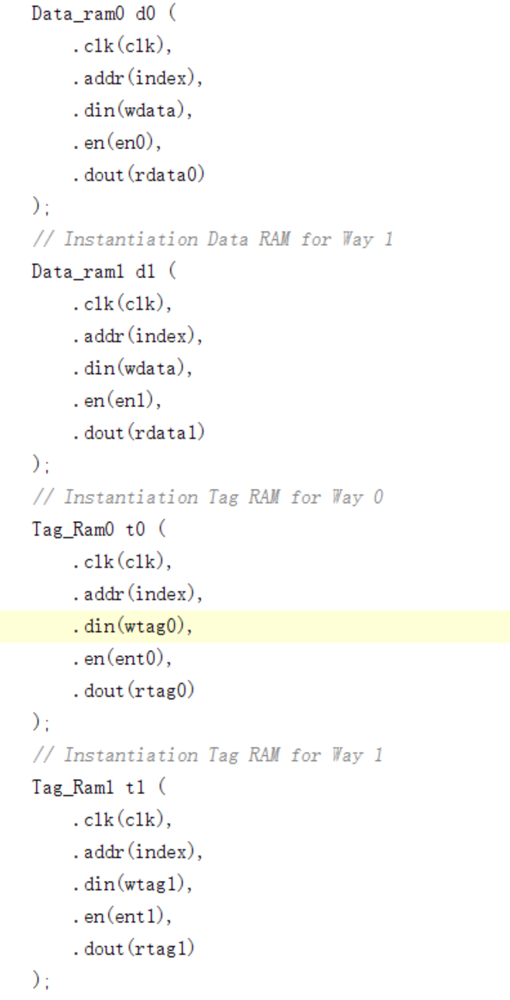 Data_ram0 d0 (
.clk(clk),
.addr(index),
.din(wdata),
.en(en0),
.dout(rdata0)
);
// Instantiation Data RAM for Way 1
Data_ram1 d1 (
.clk(clk),
.addr(index),
.din(wdata),
.en(en1),
.dout(rdata1)
);
// Instantiation Tag RAM for Way 0
Tag_Ram0 t0 (
.clk(clk),
.addr(index),
.din(wtag0),
.en(ent0),
.dout(rtag0)
);
// Instantiation Tag RAM for Way 1
Tag_Ram1 t1 (
.clk(clk),
.addr(index),
.din(wtag1),
.en(ent1),
.dout(rtag1)
);